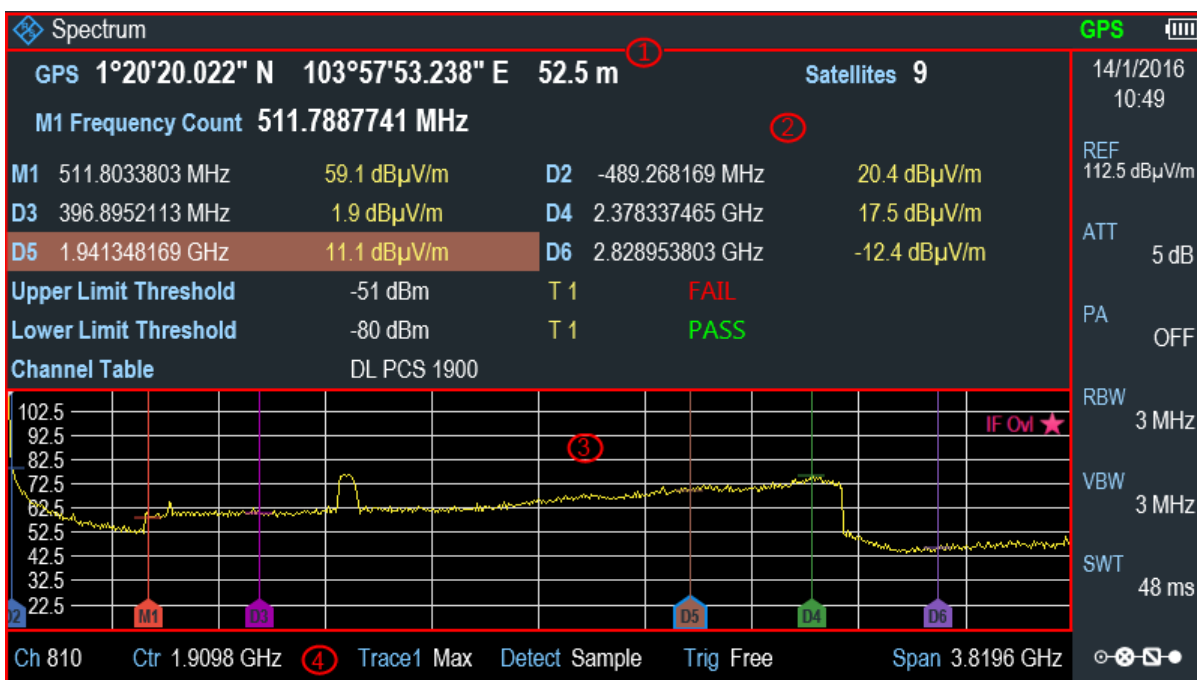 Spectrum GPS
1
GPS 1°20'20.022" N 103°57'53.238" E 52.5 m Satellites 9
14/1/2016
10:49
M1 Frequency Count 511.7887741 MHz
2
M1 511.8033803 MHz 59.1 dBµV/m D2 -489.268169 MHz 20.4 dBµV/m
D3 396.8952113 MHz 1.9 dBµV/m D4 2.378337465 GHz 17.5 dBµV/m
D5 1.941348169 GHz 11.1 dBµV/m D6 2.828953803 GHz -12.4 dBµV/m
Upper Limit Threshold -51 dBm T 1 FAIL
Lower Limit Threshold -80 dBm T 1 PASS
Channel Table DL PCS 1900
REF
112.5 dBµV/m
ATT
5 dB
PA
OFF
RBW
3 MHz
VBW
3 MHz
SWT
48 ms
102.5
IF Ovl
92.5
3
82.5
72.5
62.5
52.5
42.5
32.5
22.5
D2 M1 D3 D5 D4 D6
Ch 810 Ctr 1.9098 GHz 4 Trace1 Max Detect Sample Trig Free Span 3.8196 GHz